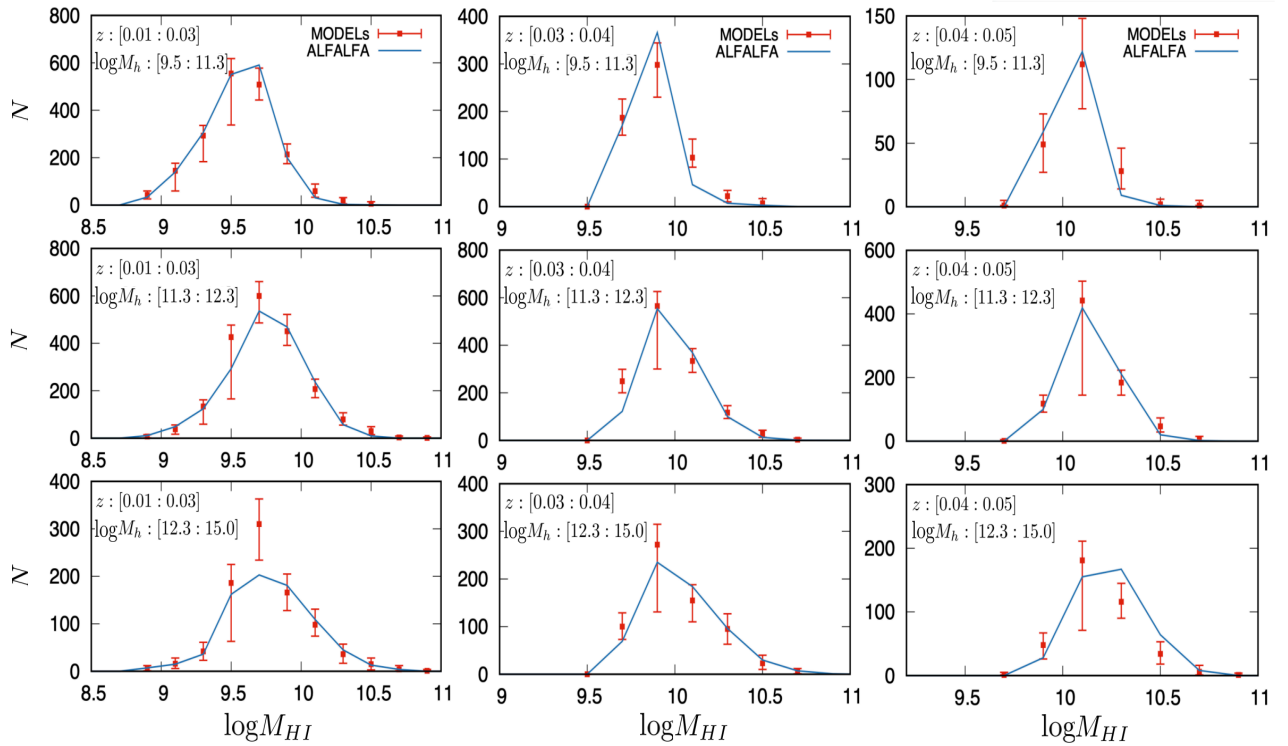 800
600
400
200
0
N
z : [0.01 : 0.03]
logM_h : [9.5 : 11.3]
MODELs
ALFALFA
8.5 9 9.5 10 10.5 11
400
300
200
100
0
z : [0.03 : 0.04]
logM_h : [9.5 : 11.3]
MODELs
ALFALFA
9 9.5 10 10.5 11
150
100
50
0
z : [0.04 : 0.05]
logM_h : [9.5 : 11.3]
MODELs
ALFALFA
9.5 10 10.5 11
800
600
400
200
0
N
z : [0.01 : 0.03]
logM_h : [11.3 : 12.3]
8.5 9 9.5 10 10.5 11
800
600
400
200
0
z : [0.03 : 0.04]
logM_h : [11.3 : 12.3]
9 9.5 10 10.5 11
600
400
200
0
z : [0.04 : 0.05]
logM_h : [11.3 : 12.3]
9.5 10 10.5 11
400
300
200
100
0
N
z : [0.01 : 0.03]
logM_h : [12.3 : 15.0]
8.5 9 9.5 10 10.5 11
logM_HI
400
300
200
100
0
z : [0.03 : 0.04]
logM_h : [12.3 : 15.0]
9 9.5 10 10.5 11
logM_HI
300
200
100
0
z : [0.04 : 0.05]
logM_h : [12.3 : 15.0]
9.5 10 10.5 11
logM_HI